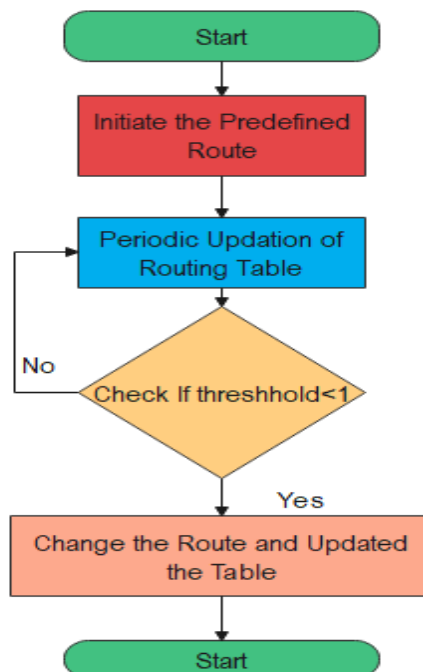 Start
Initiate the Predefined
Route
Periodic Updation of
Routing Table
No
Check If threshhold<1
Yes
Change the Route and Updated
the Table
Start